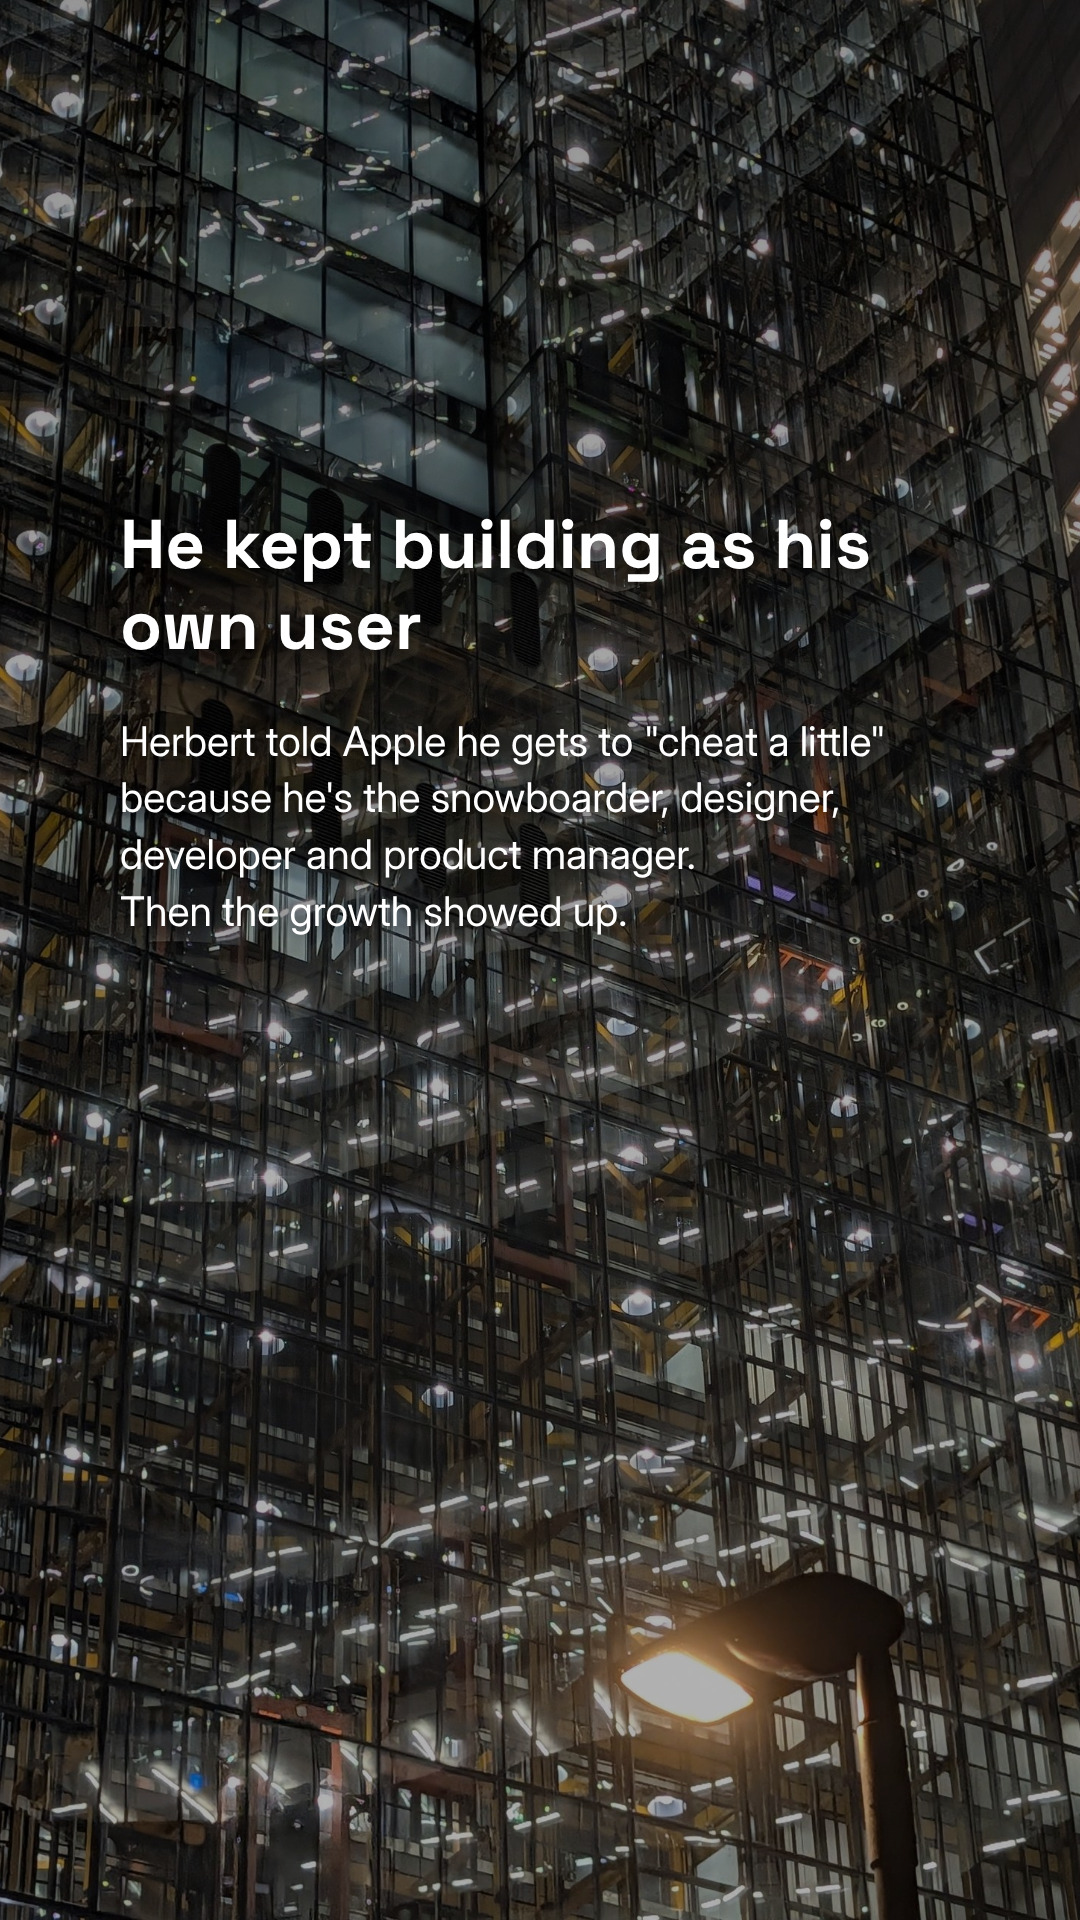 He kept building as his
own user
Herbert told Apple he gets to "cheat a little"
because he's the snowboarder, designer,
developer and product manager.
Then the growth showed up.